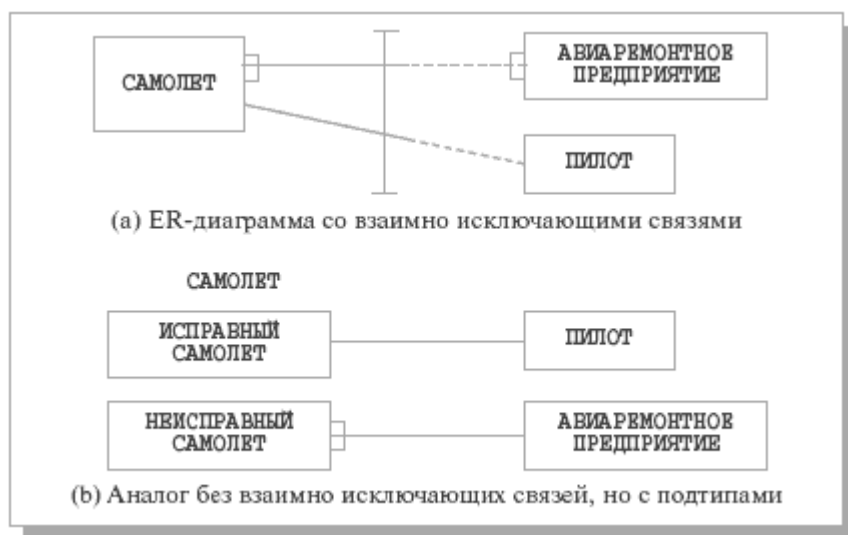 САМОЛЕТ
АВИАРЕМОНТНОЕ
ПРЕДПРИЯТИЕ
ПИЛОТ
(a) ER-диаграмма со взаимно исключающими связями
САМОЛЕТ
ИСПРАВНЫЙ
САМОЛЕТ
ПИЛОТ
НЕИСПРАВНЫЙ
САМОЛЕТ
АВИАРЕМОНТНОЕ
ПРЕДПРИЯТИЕ
(b) Аналог без взаимно исключающих связей, но с подтипами